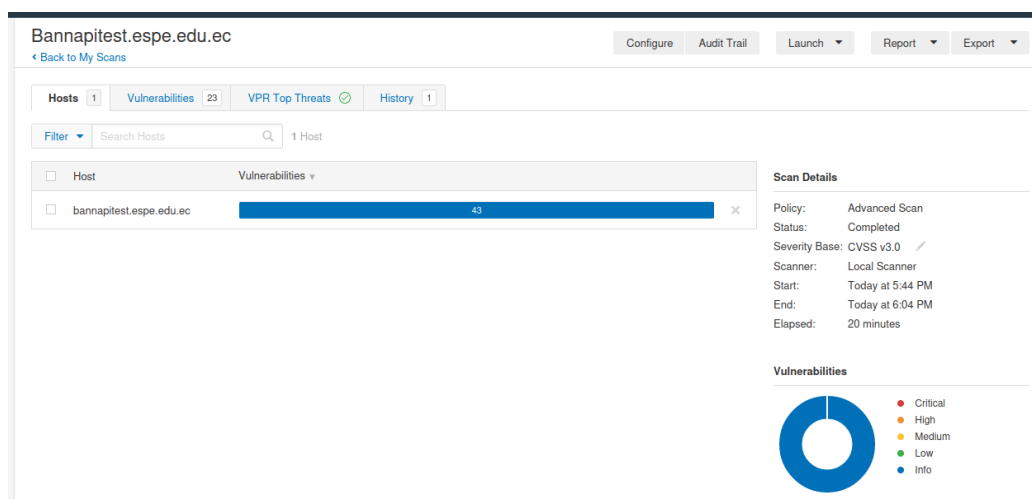 Bannapitest.espe.edu.ec
Configure Audit Trail Launch Report Export
Back to My Scans
Hosts 1 Vulnerabilities 23 VPR Top Threats History 1
Filter Search Hosts 1 Host
Host Vulnerabilities
bannapitest.espe.edu.ec 43
Scan Details
Policy: Advanced Scan
Status: Completed
Severity Base: CVSS v3.0
Scanner: Local Scanner
Start: Today at 5:44 PM
End: Today at 6:04 PM
Elapsed: 20 minutes
Vulnerabilities
Critical
High
Medium
Low
Info